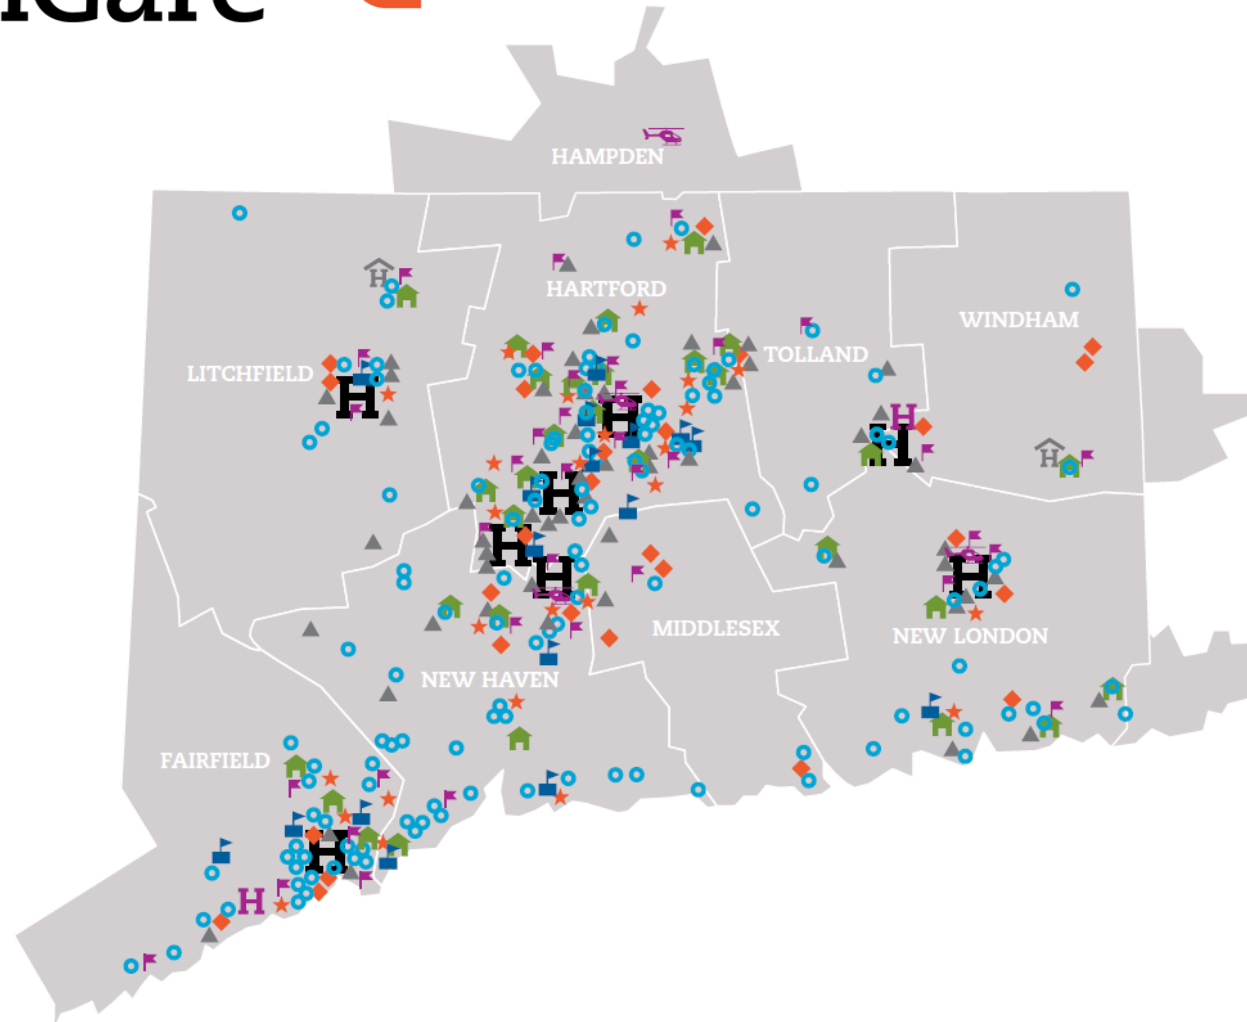 HAMPDEN
HARTFORD
WINDHAM
TOLLAND
LITCHFIELD
MIDDLESEX
NEW LONDON
NEW HAVEN
FAIRFIELD
H
H
H
H
H
H
H
H
H
H
H